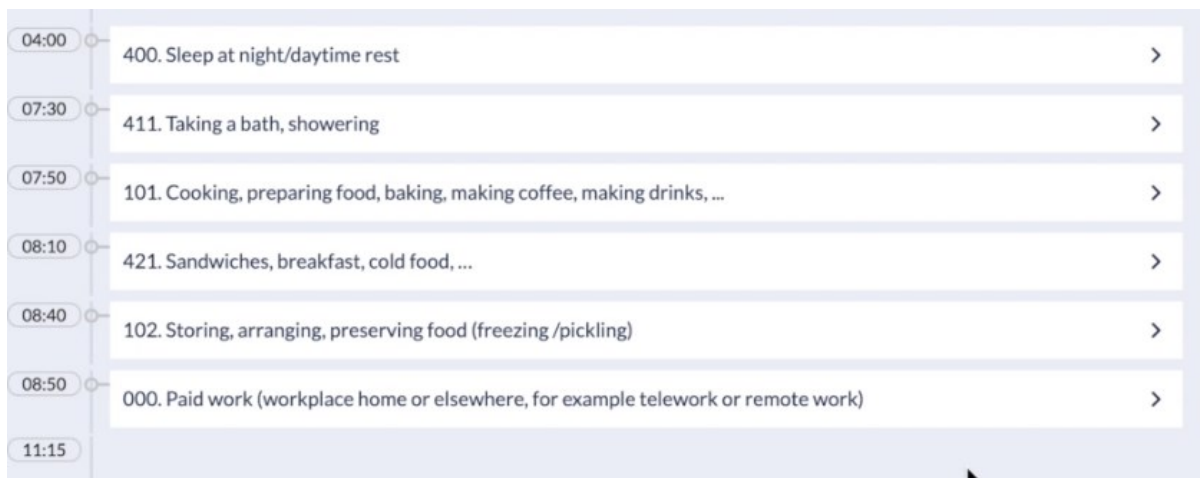 04:00
400. Sleep at night/daytime rest
07:30
411. Taking a bath, showering
07:50
101. Cooking, preparing food, baking, making coffee, making drinks, ...
08:10
421. Sandwiches, breakfast, cold food, ...
08:40
102. Storing, arranging, preserving food (freezing /pickling)
08:50
000. Paid work (workplace home or elsewhere, for example telework or remote work)
11:15